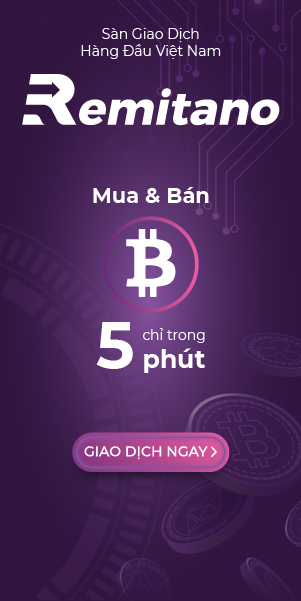 Sàn Giao Dịch
Hàng Đầu Việt Nam
Remitano
Mua & Bán
5 chỉ trong
phút
GIAO DỊCH NGAY